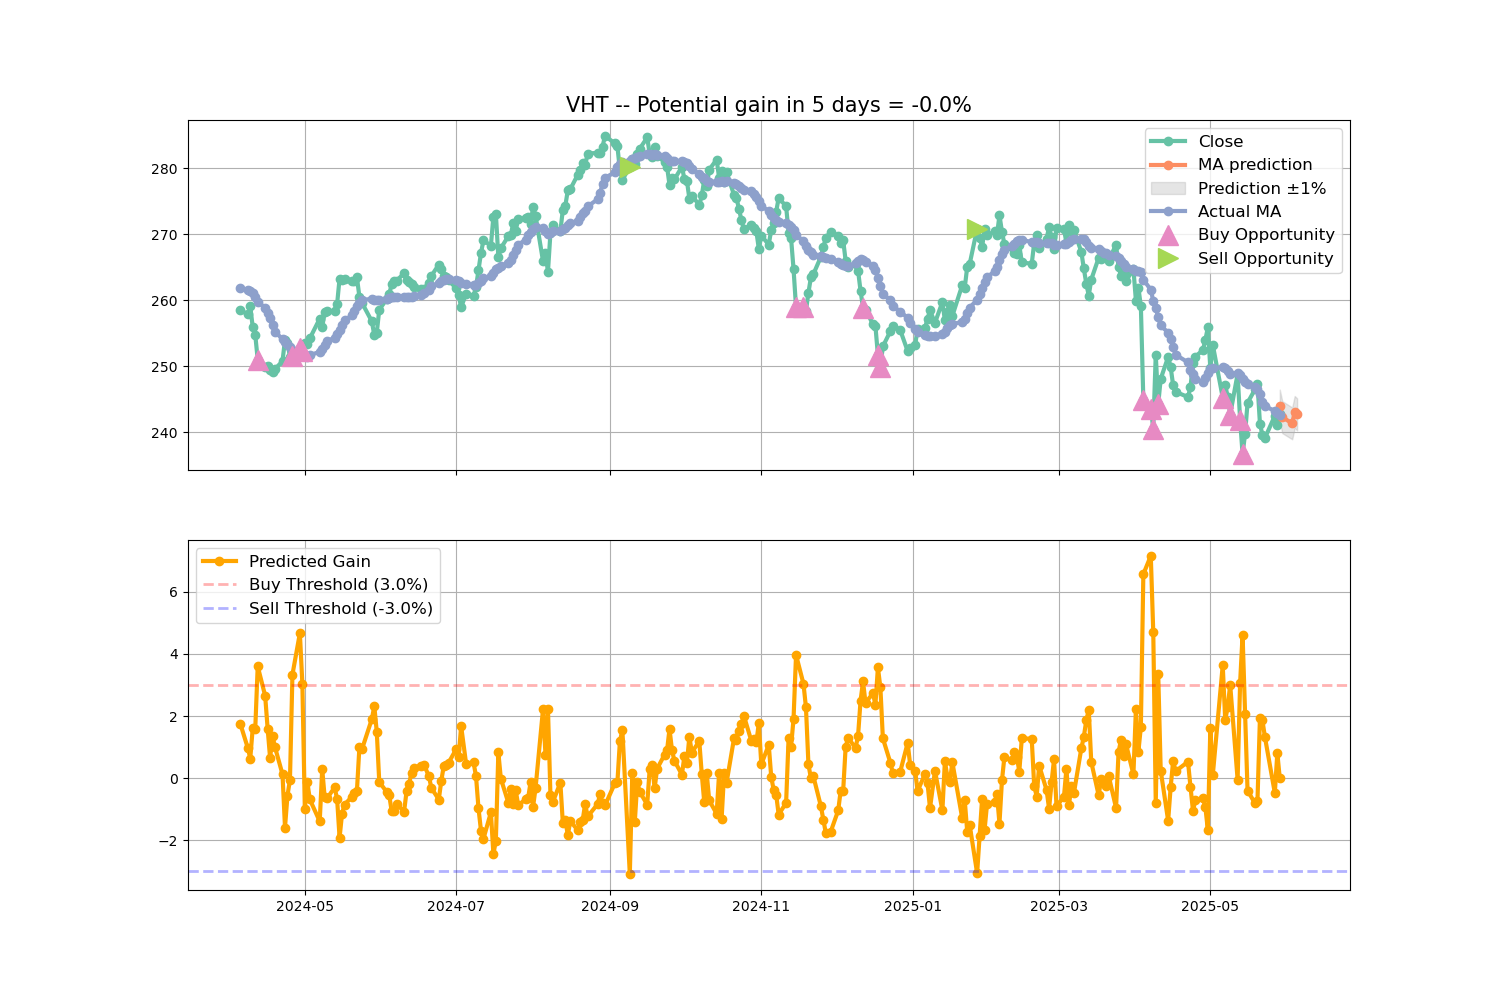 VHT -- Potential gain in 5 days = -0.0%
280
270
260
250
240
Close
MA prediction
Prediction ±1%
Actual MA
Buy Opportunity
Sell Opportunity
6
4
2
0
−2
Predicted Gain
Buy Threshold (3.0%)
Sell Threshold (-3.0%)
2024-05
2024-07
2024-09
2024-11
2025-01
2025-03
2025-05